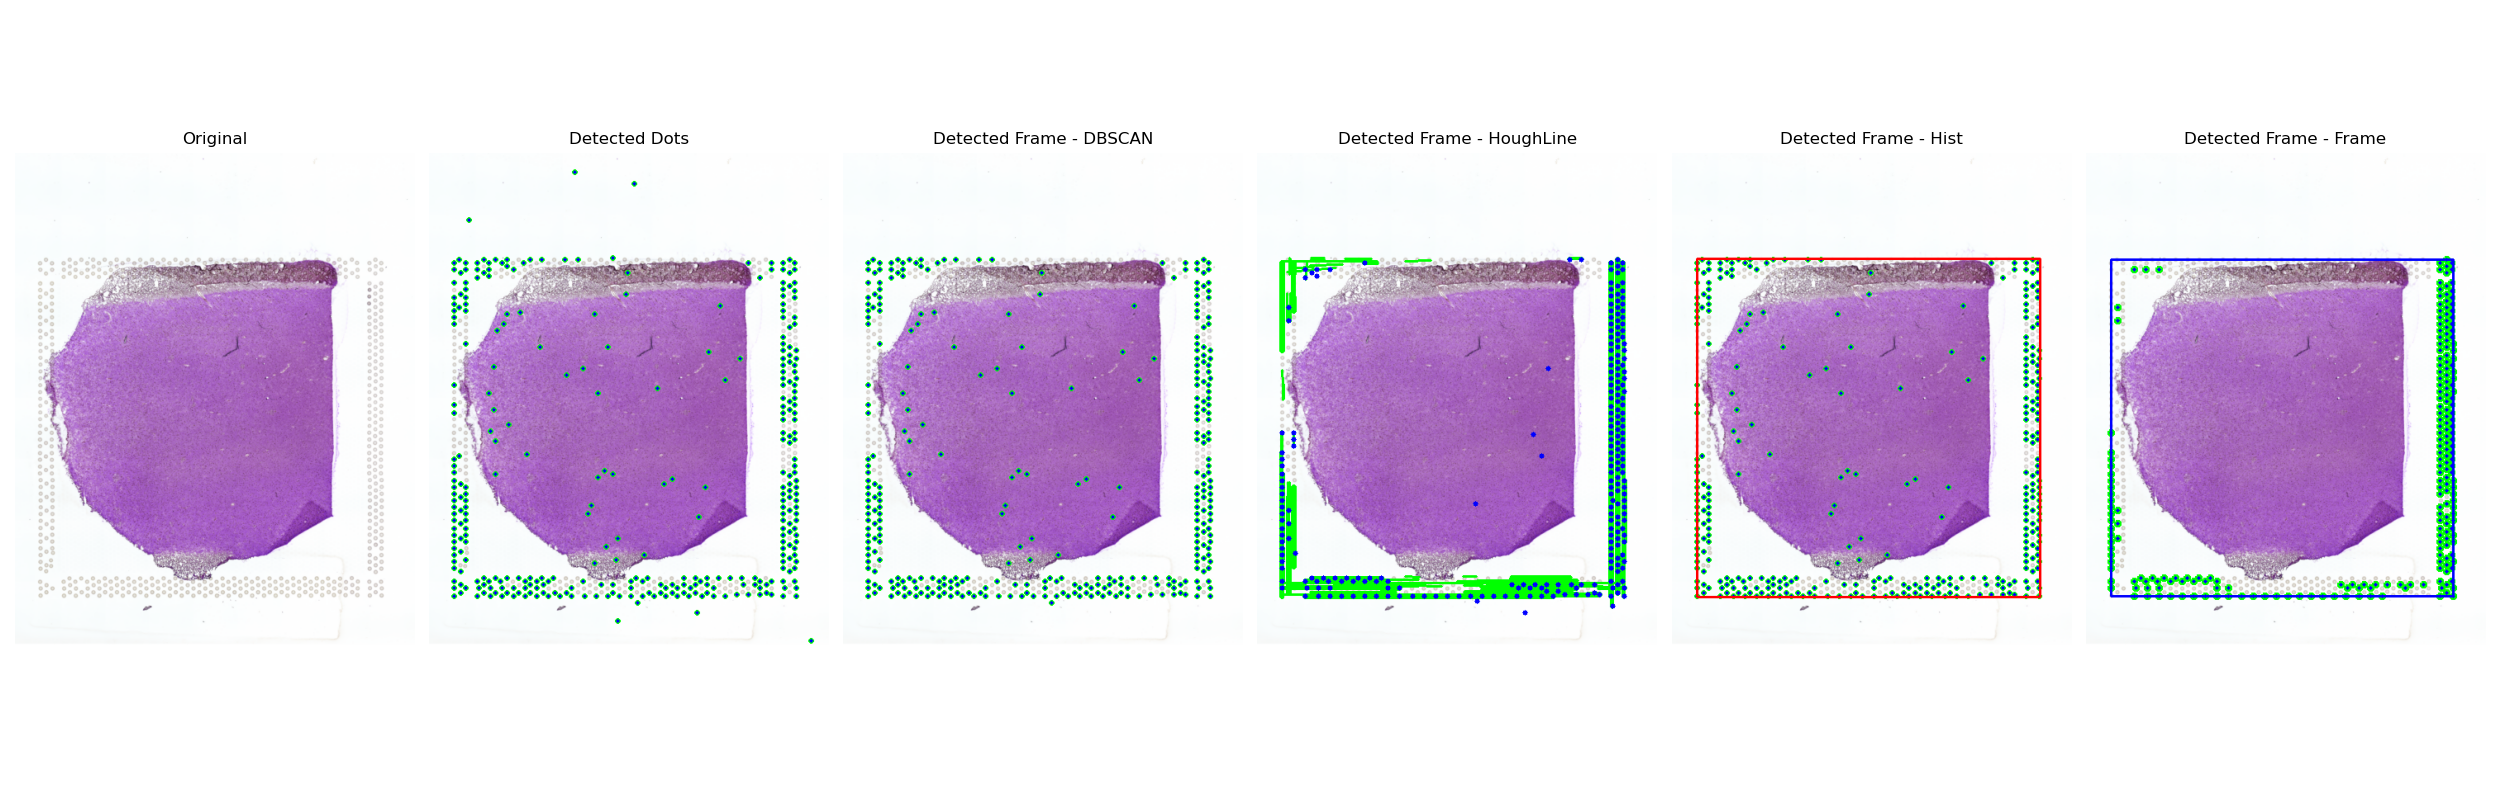 Original
Detected Dots
Detected Frame - DBSCAN
Detected Frame - HoughLine
Detected Frame - Hist
Detected Frame - Frame